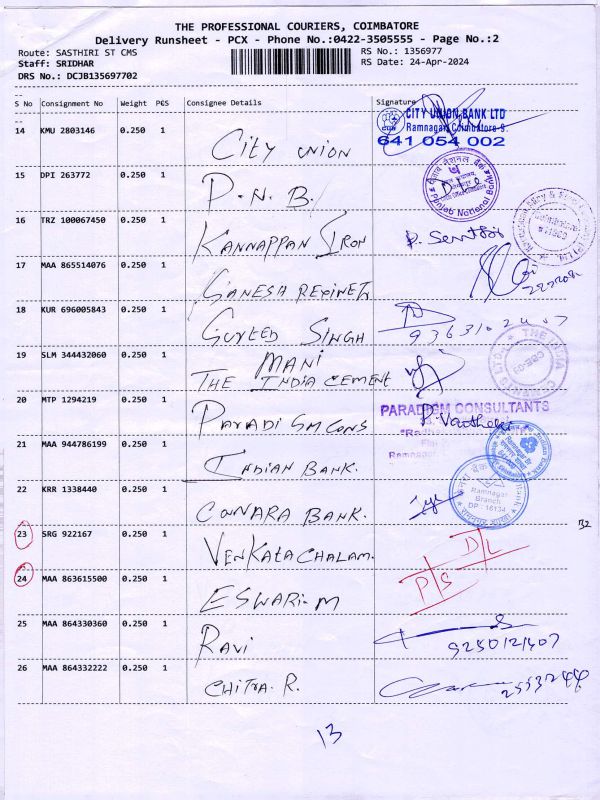 THE PROFESSIONAL COURIERS, COIMBATORE
Delivery Runsheet - PCX - Phone No.:0422-3505555 - Page No.:2
Route: SASTHIRI ST CMS RS No.: 1356977
Staff: SRIDHAR RS Date: 24-Apr-2024
DRS No.: DCJB135697702
S No Consignment No Weight PCS Consignee Details Signature
CITY UNION BANK LTD
14 KMU 2803146 0.250 1 CITY UNION
Ramnagar, Coimbatore-9.
641 054 002
15 DPI 263772 0.250 1 P.N.B.
Punjab National Bank
16 TRZ 100067450 0.250 1 KANNAPPAN IRON
17 MAA 865514076 0.250 1 GANESH
18 KUR 696005843 0.250 1 SINGH
19 SLM 344432060 0.250 1 MANI
THE INDIA CEMENT
20 MTP 1294219 0.250 1
PARADIGM CONSULTANTS
21 MAA 944786199 0.250 1 INDIAN BANK.
22 KRR 1338440 0.250 1 CANARA BANK.
Ramnagar
Branch
DP : 16134
23 SRG 922167 0.250 1 VENKATACHALAM. D/L
24 MAA 863615500 0.250 1 ESWARI-M P/S
25 MAA 864330360 0.250 1 RAVI
26 MAA 864332222 0.250 1 CHITRA. R.
13